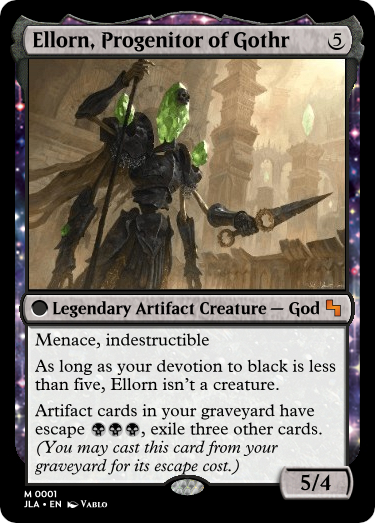 Ellorn, Progenitor of Gothr 5
Legendary Artifact Creature — God
Menace, indestructible
As long as your devotion to black is less
than five, Ellorn isn't a creature.
Artifact cards in your graveyard have
escape, exile three other cards.
(You may cast this card from your
graveyard for its escape cost.)
5/4
M 0001
JLA • EN Vablo